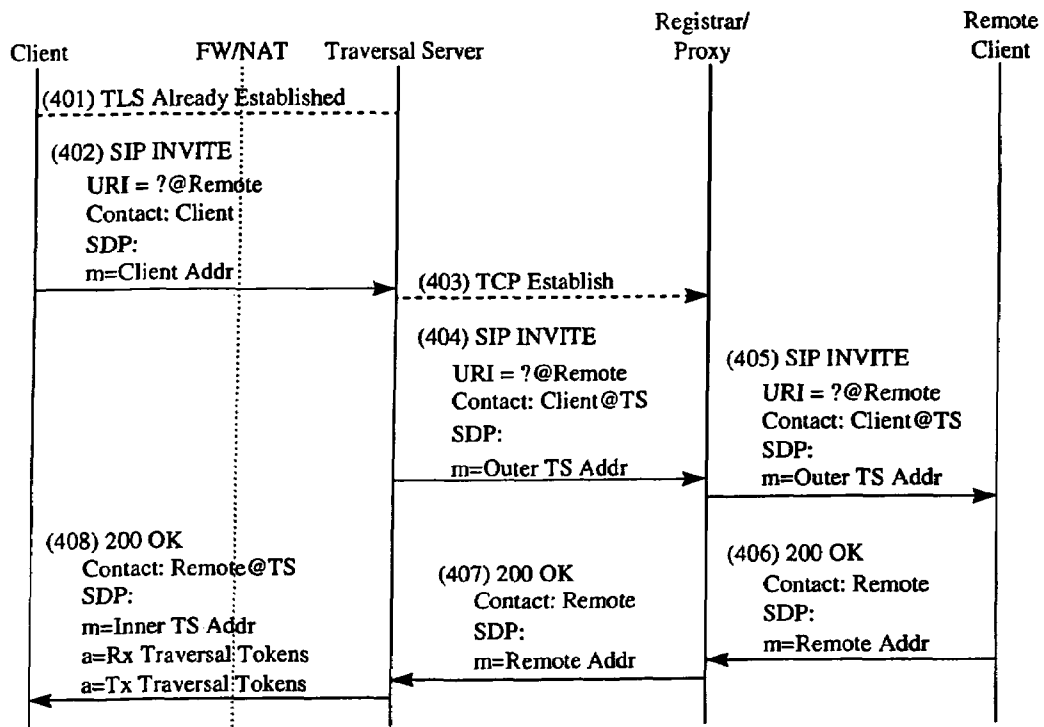 Client
FW/NAT
Traversal Server
Registrar/
Proxy
Remote
Client
(401) TLS Already Established
(402) SIP INVITE
URI = ?@Remote
Contact: Client
SDP:
m=Client Addr
(403) TCP Establish
(404) SIP INVITE
URI = ?@Remote
Contact: Client@TS
SDP:
m=Outer TS Addr
(405) SIP INVITE
URI = ?@Remote
Contact: Client@TS
SDP:
m=Outer TS Addr
(406) 200 OK
Contact: Remote
SDP:
m=Remote Addr
(407) 200 OK
Contact: Remote
SDP:
m=Remote Addr
(408) 200 OK
Contact: Remote@TS
SDP:
m=Inner TS Addr
a=Rx Traversal Tokens
a=Tx Traversal Tokens